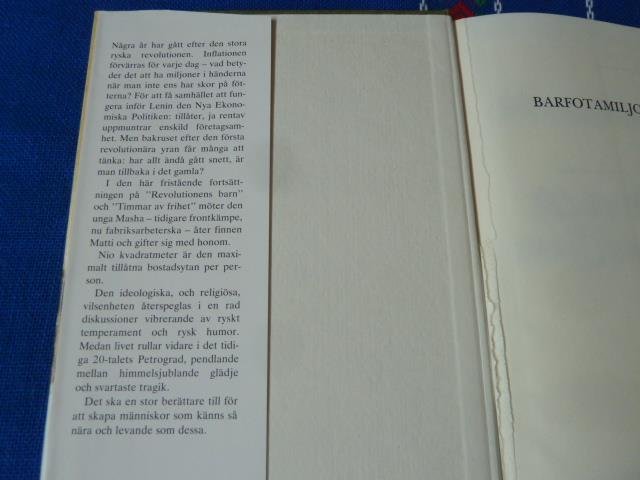 Några år har gått efter den stora
ryska revolutionen. Inflationen
förvärras för varje dag – vad bety-
der det att ha miljoner i händerna
när man inte ens har skor på föt-
terna? För att få samhället att fun-
gera inför Lenin den Nya Ekono-
miska Politiken: tillåter, ja rentav
uppmuntrar enskild företagsam-
het. Men bakruset efter den första
revolutionära yran får många att
tänka: har allt ändå gått snett, är
man tillbaka i det gamla?
I den här fristående fortsätt-
ningen på "Revolutionens barn"
och "Timmar av frihet" möter den
unga Masha – tidigare frontkämpe,
nu fabriksarbeterska – åter finnen
Matti och gifter sig med honom.
Nio kvadratmeter är den maxi-
malt tillåtna bostadsytan per per-
son.
Den ideologiska, och religiösa,
vilsenheten återspeglas i en rad
diskussioner vibrerande av ryskt
temperament och rysk humor.
Medan livet rullar vidare i det tidi-
ga 20-talets Petrograd, pendlande
mellan himmelsjublande glädje
och svartaste tragik.
Det ska en stor berättare till för
att skapa människor som känns så
nära och levande som dessa.
BARFOTAMILJO